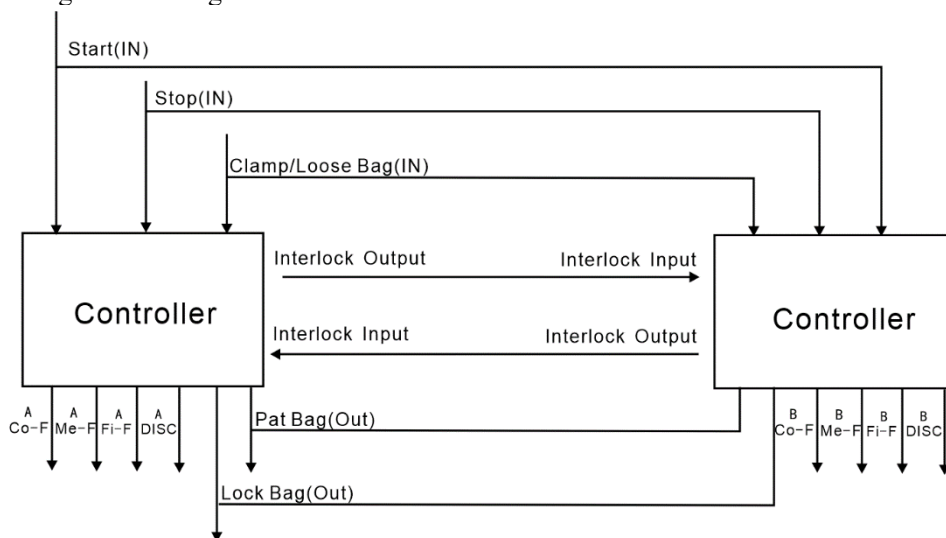 Start(IN)
Stop(IN)
Clamp/Loose Bag(IN)
Interlock Output
Interlock Input
Controller
Controller
Interlock Input
Interlock Output
A
Co-F
A
Me-F
A
Fi-F
A
DISC
Pat Bag(Out)
B
Co-F
B
Me-F
B
Fi-F
B
DISC
Lock Bag(Out)